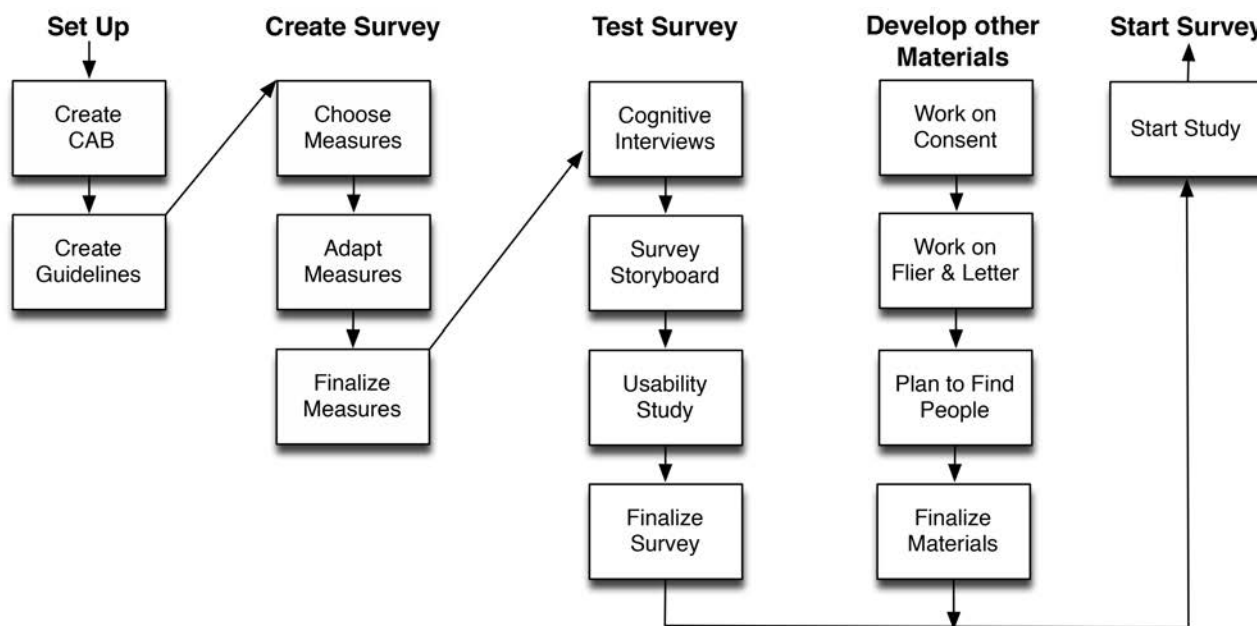 Set Up
Create
CAB
Create
Guidelines
Create Survey
Choose
Measures
Adapt
Measures
Finalize
Measures
Test Survey
Cognitive
Interviews
Survey
Storyboard
Usability
Study
Finalize
Survey
Develop other
Materials
Work on
Consent
Work on
Flier & Letter
Plan to Find
People
Finalize
Materials
Start Survey
Start Study